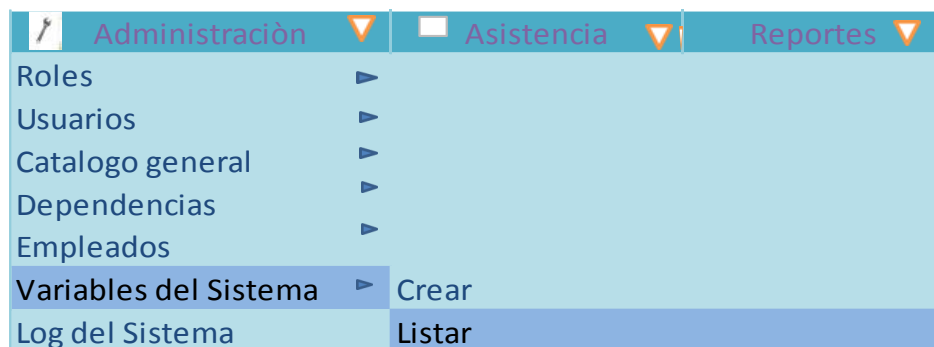 Administraciòn Asistencia Reportes
Roles
Usuarios
Catalogo general
Dependencias
Empleados
Variables del Sistema Crear
Log del Sistema Listar